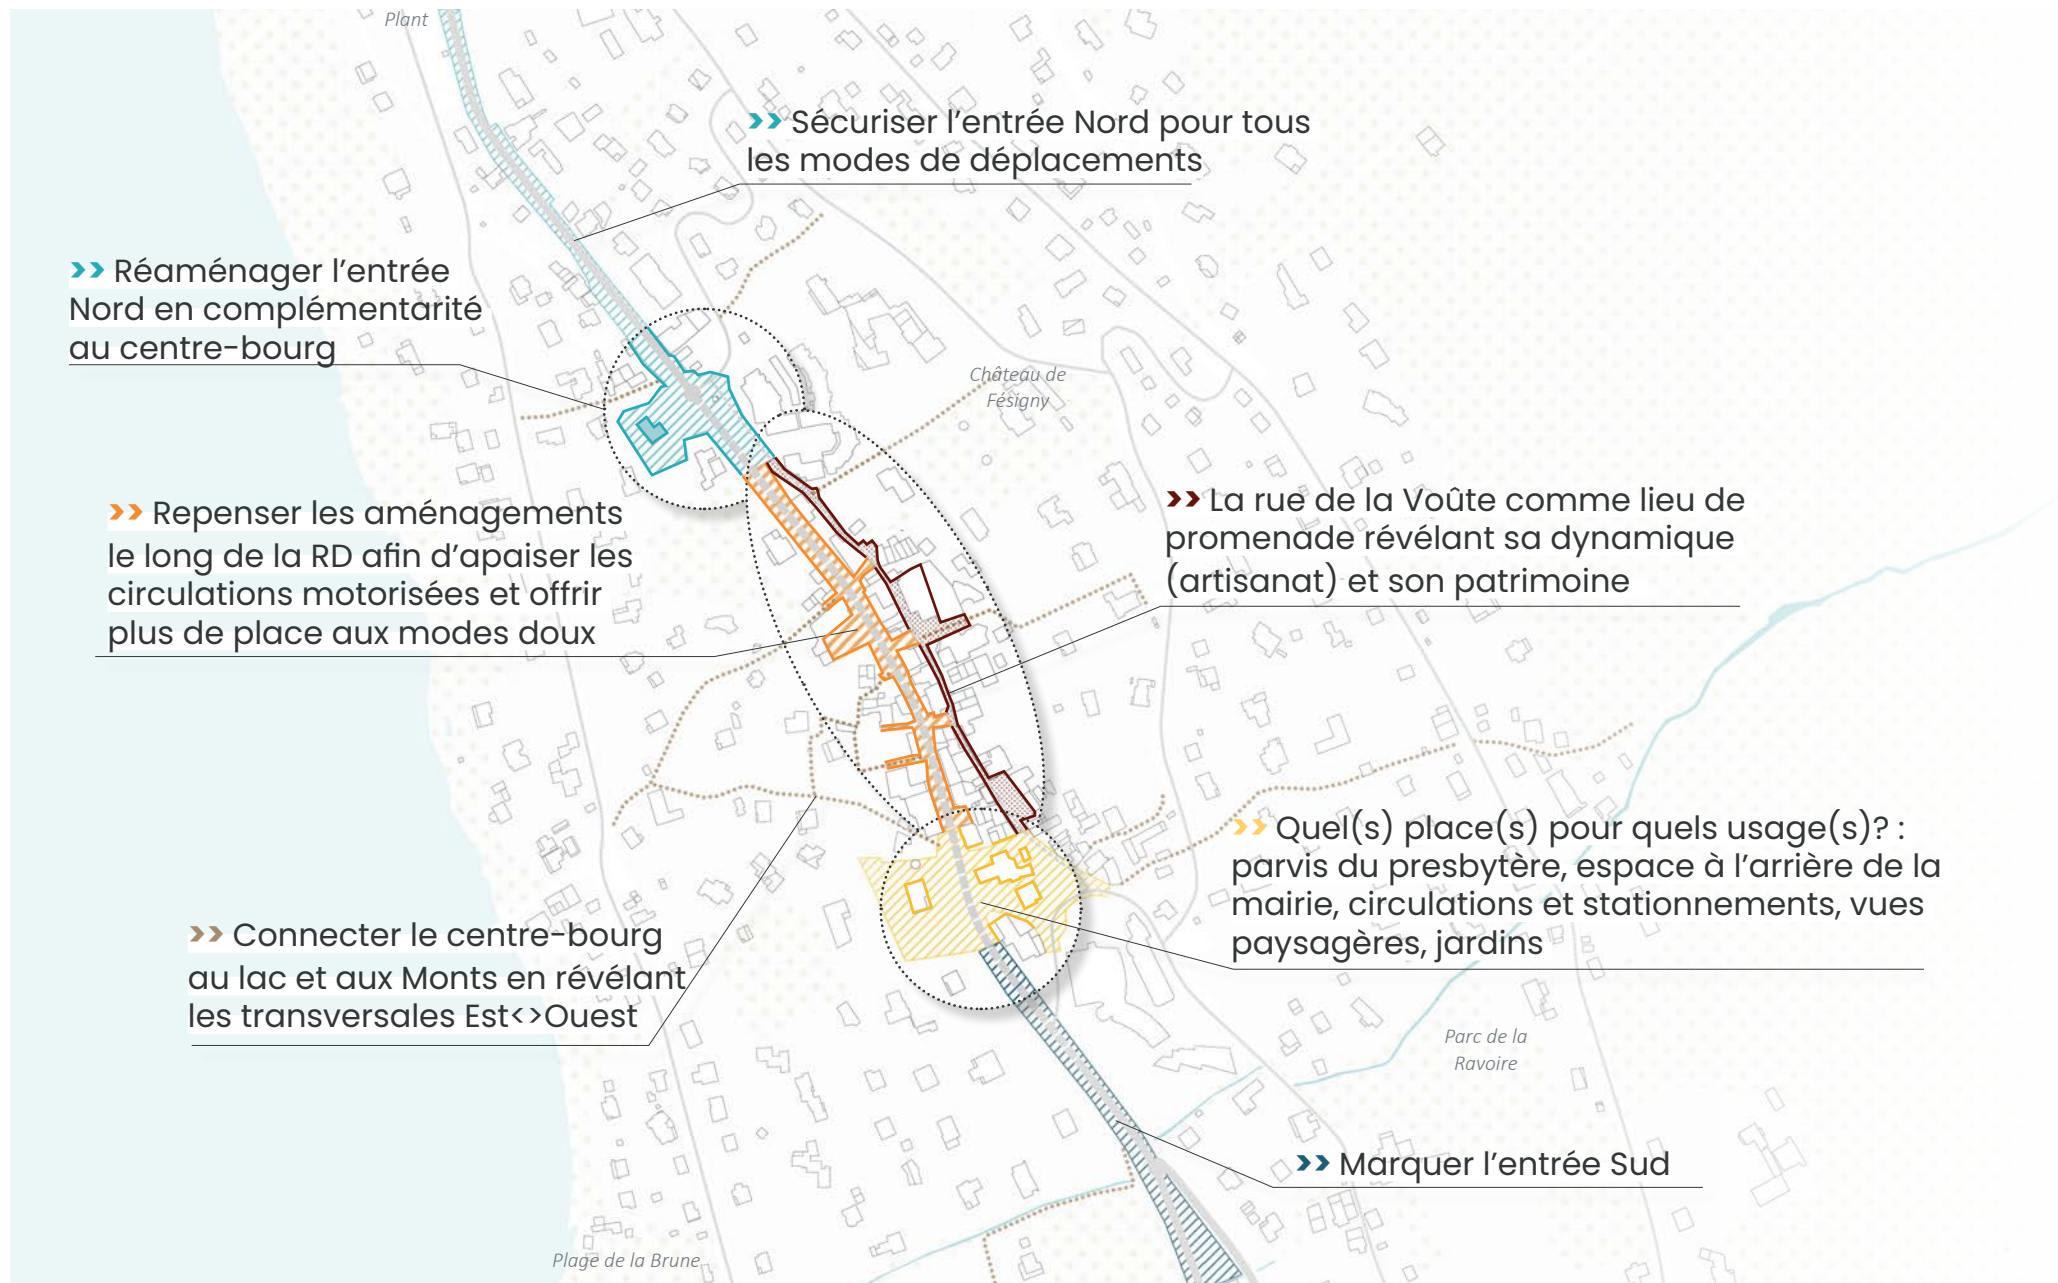 Plant
>> Sécuriser l'entrée Nord pour tous
les modes de déplacements
>> Réaménager l'entrée
Nord en complémentarité
au centre-bourg
Château de
Fésigny
>> Repenser les aménagements
le long de la RD afin d'apaiser les
circulations motorisées et offrir
plus de place aux modes doux
>> La rue de la Voûte comme lieu de
promenade révélant sa dynamique
(artisanat) et son patrimoine
>> Quel(s) place(s) pour quels usage(s)? :
parvis du presbytère, espace à l'arrière de la
mairie, circulations et stationnements, vues
paysagères, jardins
>> Connecter le centre-bourg
au lac et aux Monts en révélant
les transversales Est<>Ouest
Parc de la
Ravoire
>> Marquer l'entrée Sud
Plage de la Brune